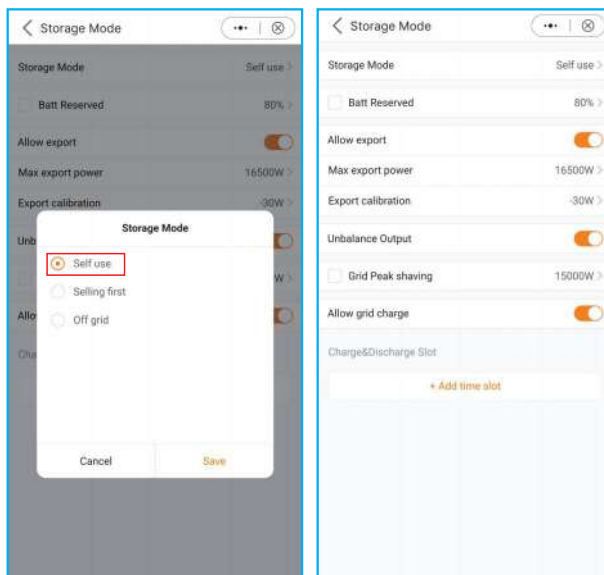 Storage Mode
Storage Mode Self use
Batt Reserved 80%
Allow export
Max export power 16500W
Export calibration -30W
Unb
W
Allo
Cha
Storage Mode
Self use
Selling first
Off grid
Cancel Save
Storage Mode
Storage Mode Self use
Batt Reserved 80%
Allow export
Max export power 16500W
Export calibration -30W
Unbalance Output
Grid Peak shaving 15000W
Allow grid charge
Charge&Discharge Slot
+ Add time slot